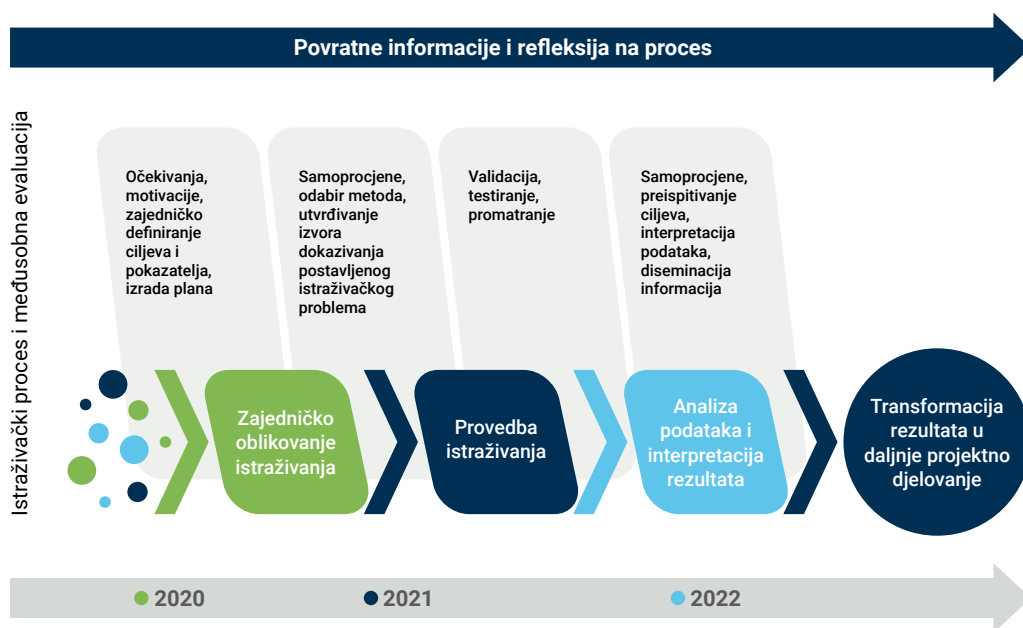 Povratne informacije i refleksija na proces
Istraživački proces i međusobna evaluacija
Očekivanja,
motivacije,
zajedničko
definiranje
ciljeva i
pokazatelja,
izrada plana
Samoprocjene,
odabir metoda,
utvrđivanje
izvora
dokazivanja
postavljenog
istraživačkog
problema
Validacija,
testiranje,
promatranje
Samoprocjene,
preispitivanje
ciljeva,
interpretacija
podataka,
diseminacija
informacija
Zajedničko
oblikovanje
istraživanja
Provedba
istraživanja
Analiza
podataka i
interpretacija
rezultata
Transformacija
rezultata u
daljnje projektno
djelovanje
2020
2021
2022